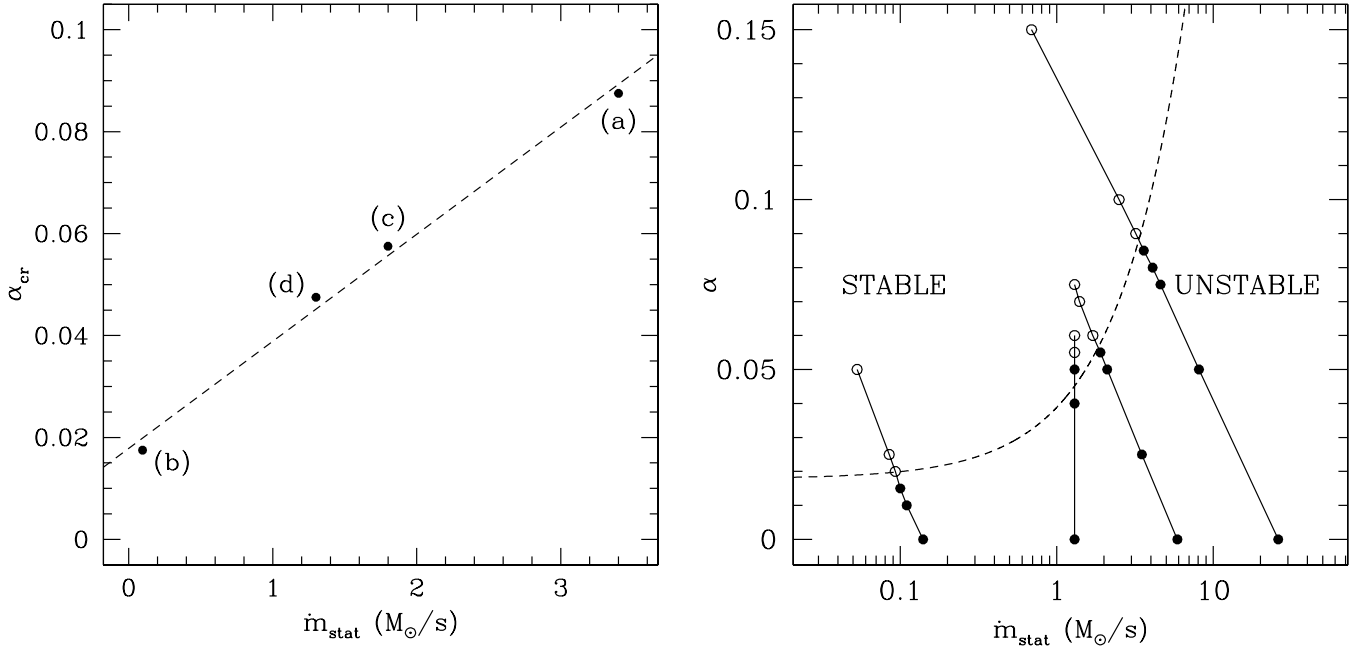 0.1
0.08
0.06
0.04
0.02
0
α_cr
(a)
(c)
(d)
(b)
0
1
2
3
ṁ_stat (M_⊙/s)
0.15
0.1
0.05
0
α
STABLE
UNSTABLE
0.1
1
10
ṁ_stat (M_⊙/s)